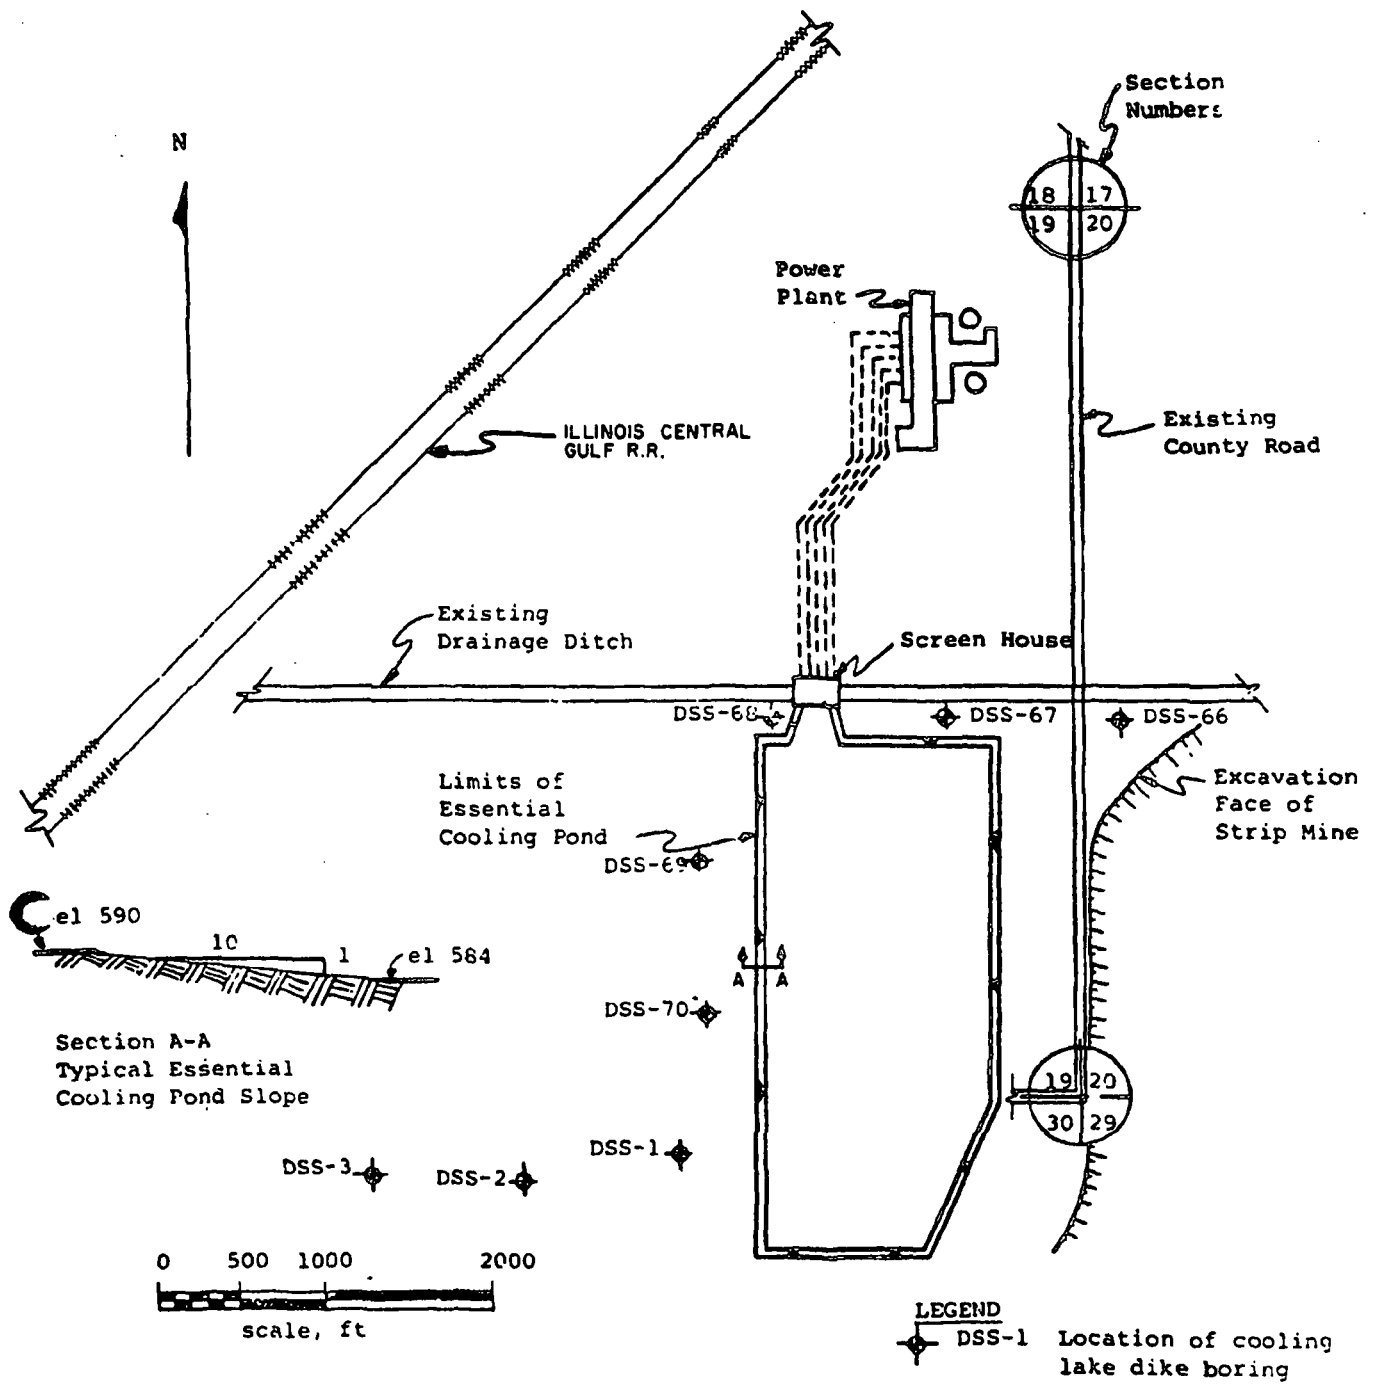 Section
Numbers
N
18 17
19 20
Power
Plant
Existing
County Road
ILLINOIS CENTRAL
GULF R.R.
Existing
Drainage Ditch
Screen House
DSS-68
DSS-67
DSS-66
Limits of
Essential
Cooling Pond
Excavation
Face of
Strip Mine
DSS-69
el 590
10
1
el 584
A A
DSS-70
Section A-A
Typical Essential
Cooling Pond Slope
19 20
30 29
DSS-1
DSS-3
DSS-2
0 500 1000 2000
scale, ft
LEGEND
DSS-1 Location of cooling
lake dike boring